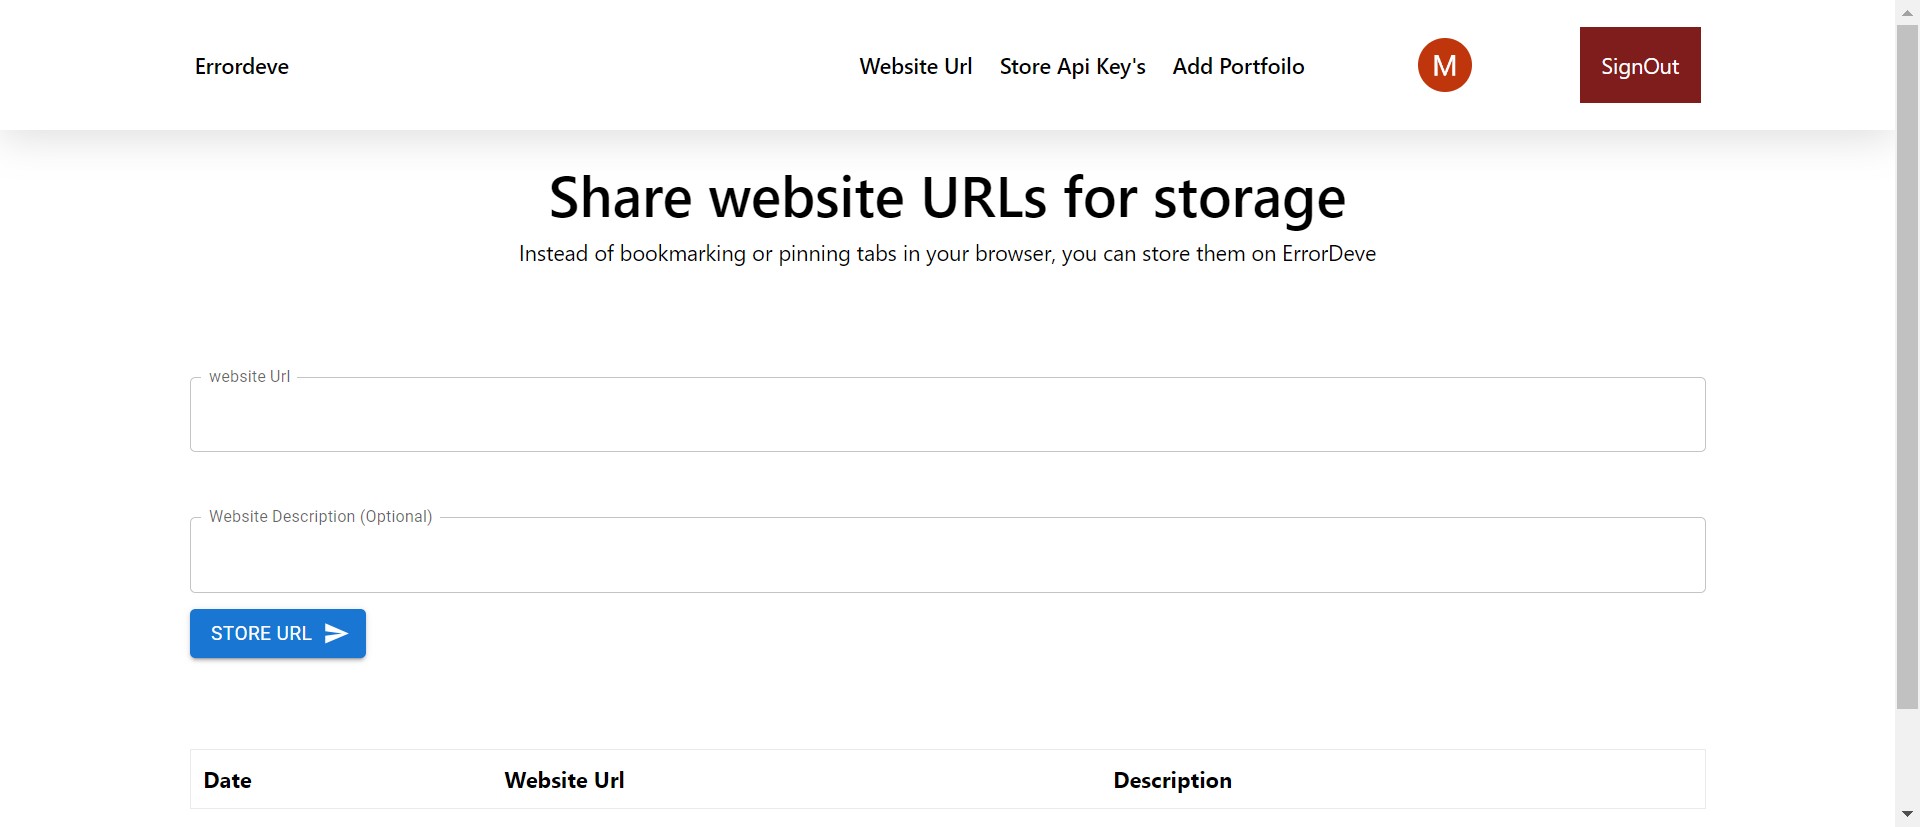 Errordeve
Website Url
Store Api Key's
Add Portfoilo
M
SignOut
Share website URLs for storage
Instead of bookmarking or pinning tabs in your browser, you can store them on ErrorDeve
website Url
Website Description (Optional)
STORE URL
Date
Website Url
Description